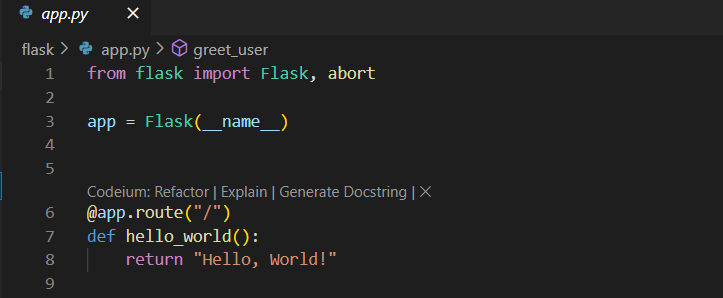 app.py ×
flask > app.py > greet_user
1 from flask import Flask, abort
2
3 app = Flask(__name__)
4
5
Codeium: Refactor | Explain | Generate Docstring | ×
6 @app.route("/")
7 def hello_world():
8     return "Hello, World!"
9